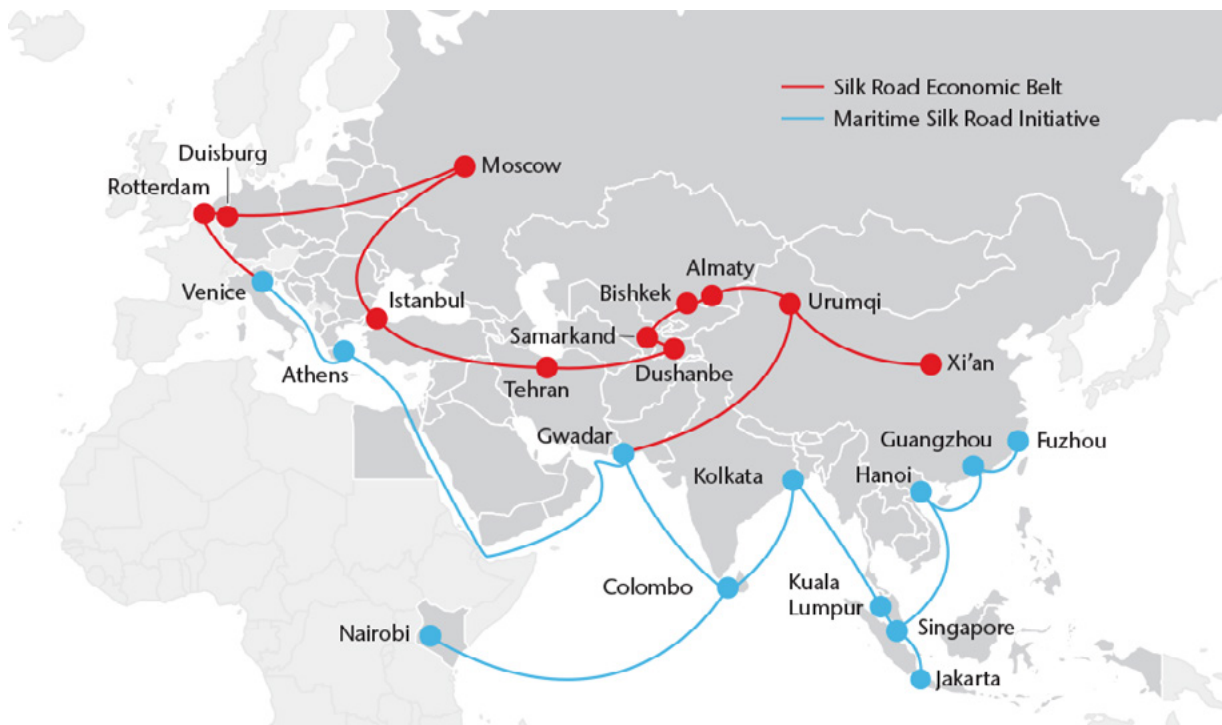 Silk Road Economic Belt
Maritime Silk Road Initiative
Duisburg
Moscow
Rotterdam
Almaty
Venice
Istanbul
Bishkek
Urumqi
Samarkand
Athens
Tehran
Dushanbe
Xi'an
Gwadar
Guangzhou
Fuzhou
Kolkata
Hanoi
Colombo
Kuala
Lumpur
Nairobi
Singapore
Jakarta